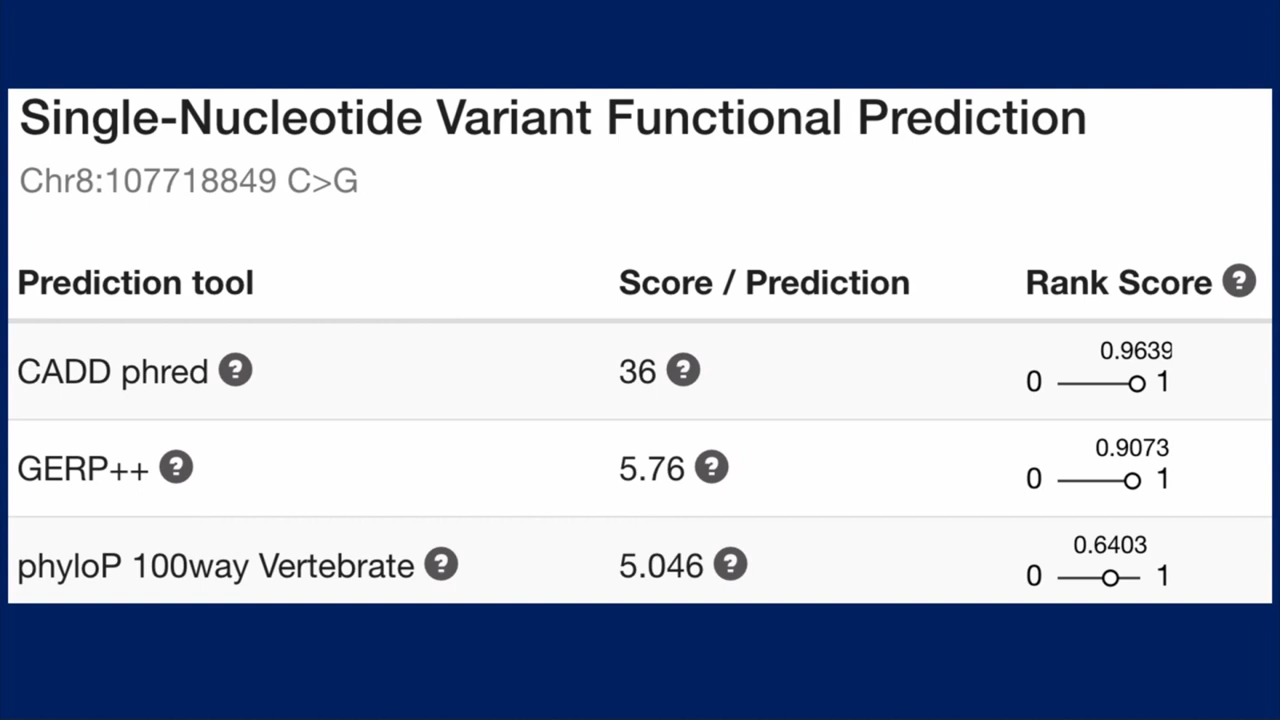 Single-Nucleotide Variant Functional Prediction
Chr8:107718849 C>G
Prediction tool Score / Prediction Rank Score ?
CADD phred ? 36 ? 0 0.9639 1
GERP++ ? 5.76 ? 0 0.9073 1
phyloP 100way Vertebrate ? 5.046 ? 0 0.6403 1